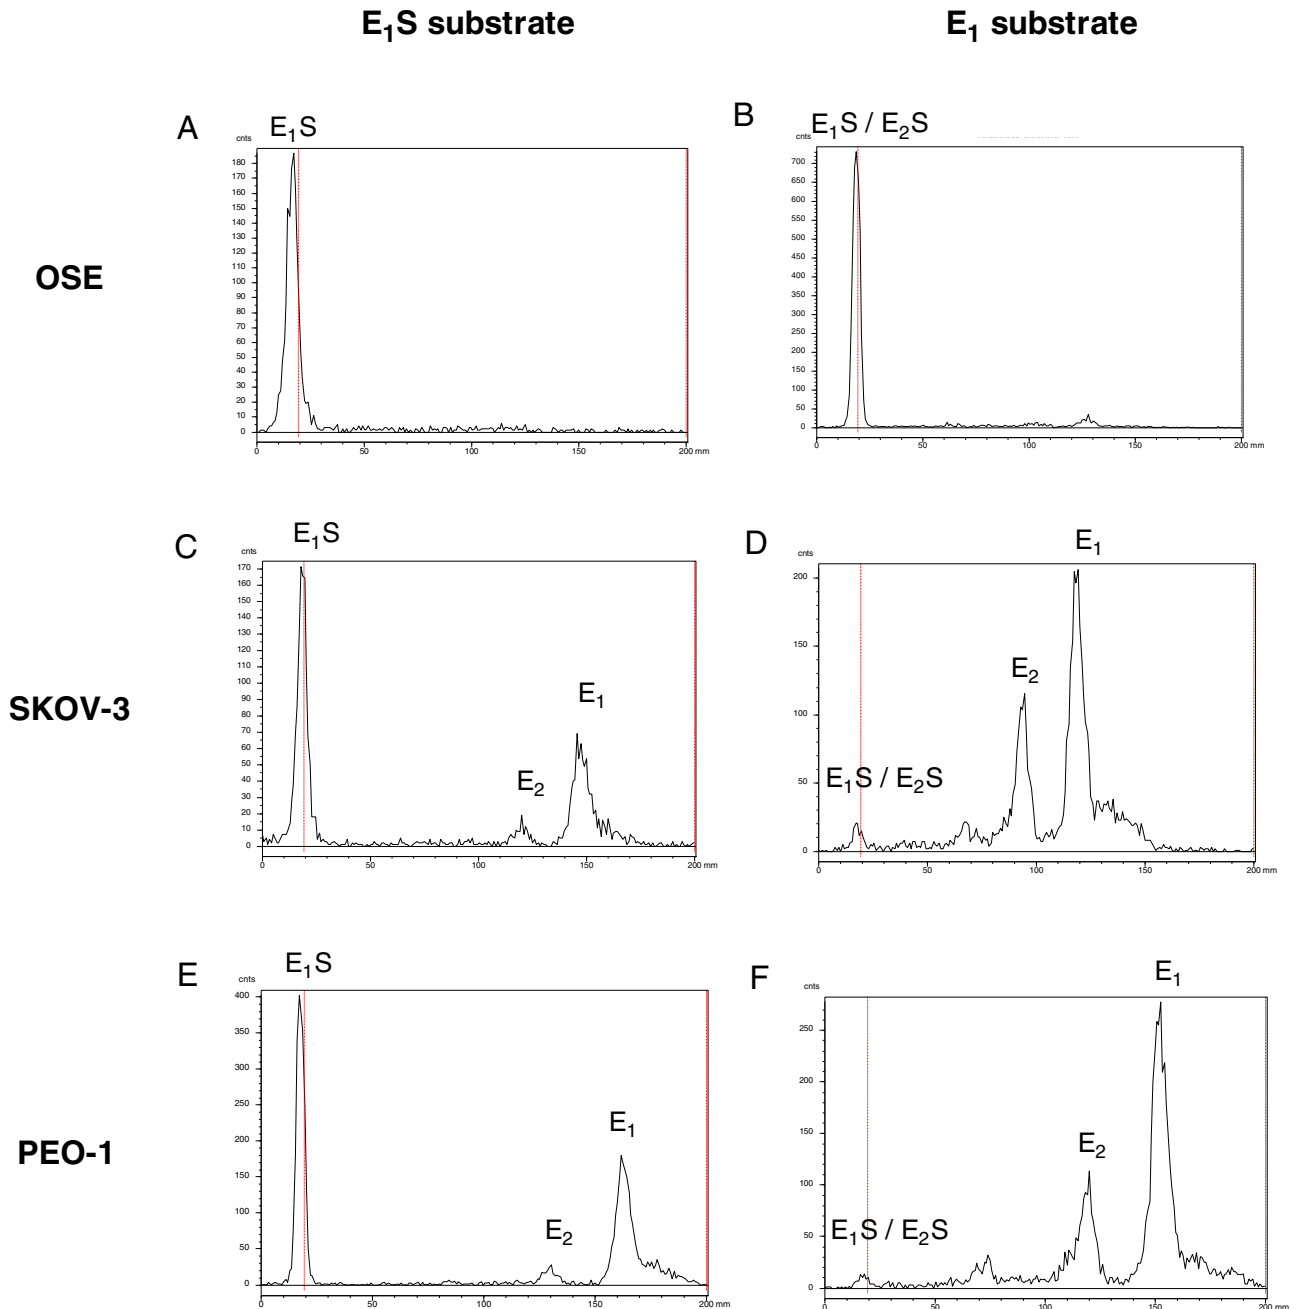 E₁S substrate
E₁ substrate
OSE
A
cnts
E₁S
180
170
160
150
140
130
120
110
100
90
80
70
60
50
40
30
20
10
0
0 50 100 150 200 mm
B
cnts
E₁S / E₂S
700
650
600
550
500
450
400
350
300
250
200
150
100
50
0
0 50 100 150 200 mm
SKOV-3
C
cnts
E₁S
E₂
E₁
170
160
150
140
130
120
110
100
90
80
70
60
50
40
30
20
10
0
0 50 100 150 200 mm
D
cnts
E₁
E₂
E₁S / E₂S
200
150
100
50
0
0 50 100 150 200 mm
PEO-1
E
cnts
E₁S
E₁
E₂
400
350
300
250
200
150
100
50
0
0 50 100 150 200 mm
F
cnts
E₁
E₂
E₁S / E₂S
250
200
150
100
50
0
0 50 100 150 200 mm